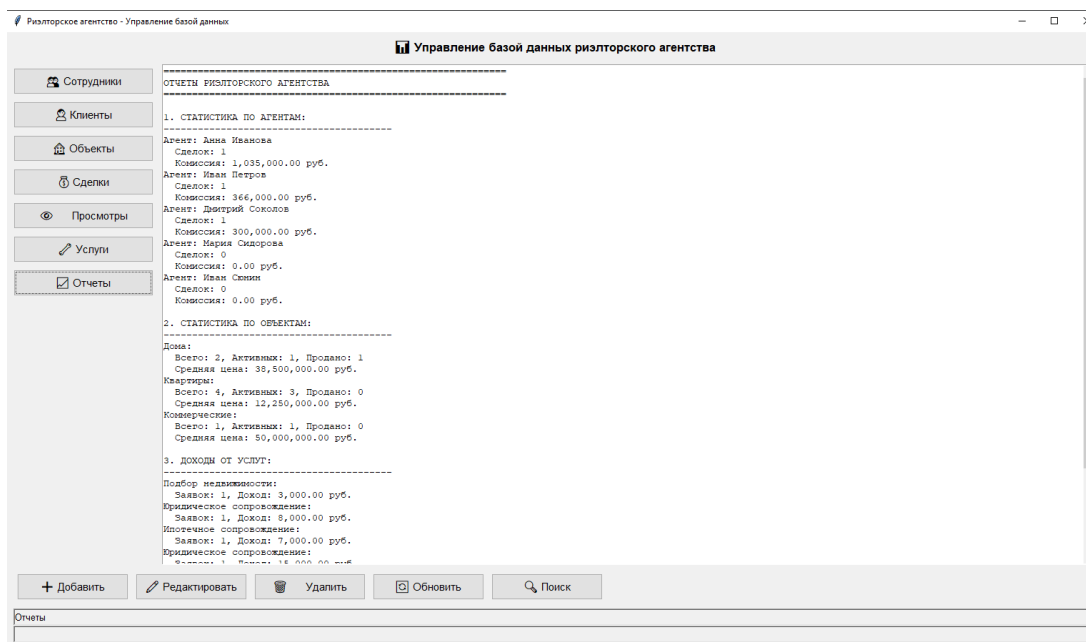 Риэлторское агентство - Управление базой данных
Управление базой данных риэлторского агентства
Сотрудники
Клиенты
Объекты
Сделки
Просмотры
Услуги
Отчеты
============================================================
ОТЧЕТЫ РИЭЛТОРСКОГО АГЕНТСТВА
============================================================
1. СТАТИСТИКА ПО АГЕНТАМ:
----------------------------------------
Агент: Анна Иванова
Сделок: 1
Комиссия: 1,035,000.00 руб.
Агент: Иван Петров
Сделок: 1
Комиссия: 366,000.00 руб.
Агент: Дмитрий Соколов
Сделок: 1
Комиссия: 300,000.00 руб.
Агент: Мария Сидорова
Сделок: 0
Комиссия: 0.00 руб.
Агент: Иван Сюнин
Сделок: 0
Комиссия: 0.00 руб.
2. СТАТИСТИКА ПО ОБЪЕКТАМ:
----------------------------------------
Дома:
Всего: 2, Активных: 1, Продано: 1
Средняя цена: 38,500,000.00 руб.
Квартиры:
Всего: 4, Активных: 3, Продано: 0
Средняя цена: 12,250,000.00 руб.
Коммерческие:
Всего: 1, Активных: 1, Продано: 0
Средняя цена: 50,000,000.00 руб.
3. ДОХОДЫ ОТ УСЛУГ:
----------------------------------------
Подбор недвижимости:
Заявок: 1, Доход: 3,000.00 руб.
Юридическое сопровождение:
Заявок: 1, Доход: 8,000.00 руб.
Ипотечное сопровождение:
Заявок: 1, Доход: 7,000.00 руб.
Юридическое сопровождение:
Заявок: 1, Доход: 15,000.00 руб.
Добавить
Редактировать
Удалить
Обновить
Поиск
Отчеты